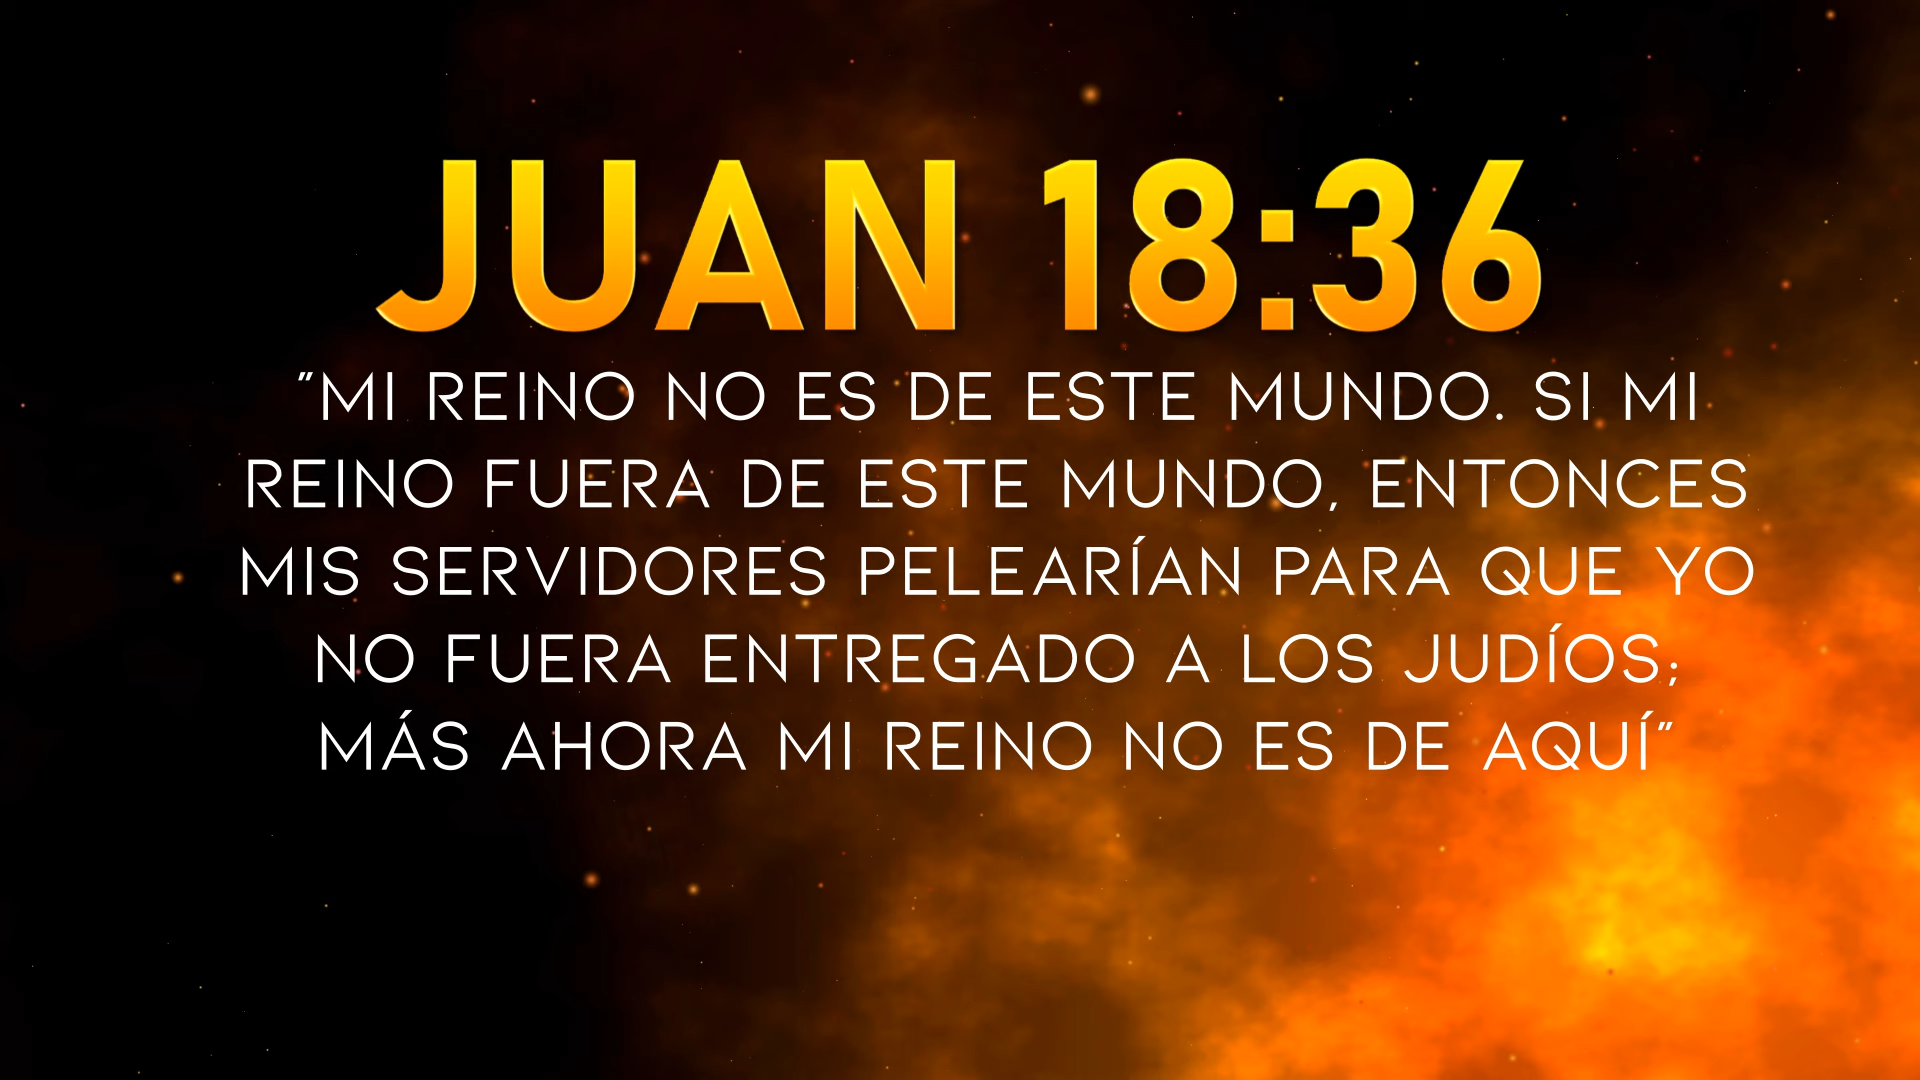 JUAN 18:36
"MI REINO NO ES DE ESTE MUNDO. SI MI
REINO FUERA DE ESTE MUNDO, ENTONCES
MIS SERVIDORES PELEARÍAN PARA QUE YO
NO FUERA ENTREGADO A LOS JUDÍOS;
MÁS AHORA MI REINO NO ES DE AQUÍ"